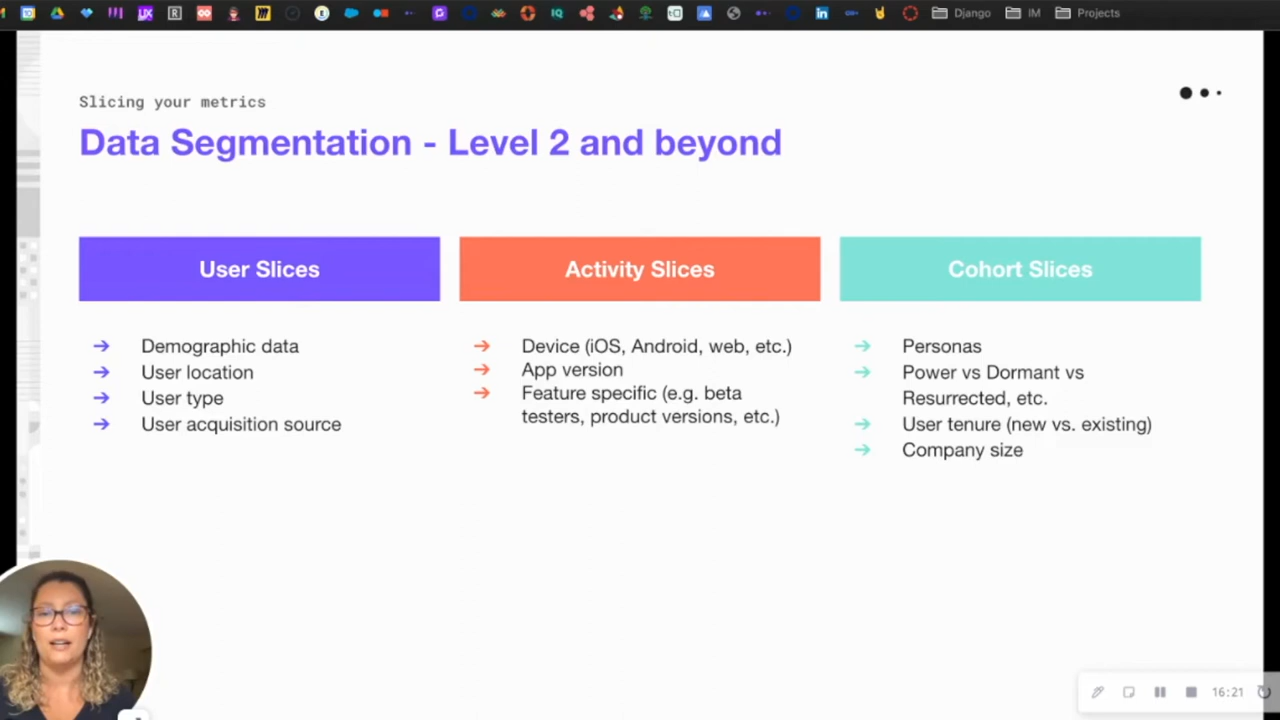 Django IM Projects
Slicing your metrics
Data Segmentation - Level 2 and beyond
User Slices
Demographic data
User location
User type
User acquisition source
Activity Slices
Device (iOS, Android, web, etc.)
App version
Feature specific (e.g. beta
testers, product versions, etc.)
Cohort Slices
Personas
Power vs Dormant vs
Resurrected, etc.
User tenure (new vs. existing)
Company size
16:21